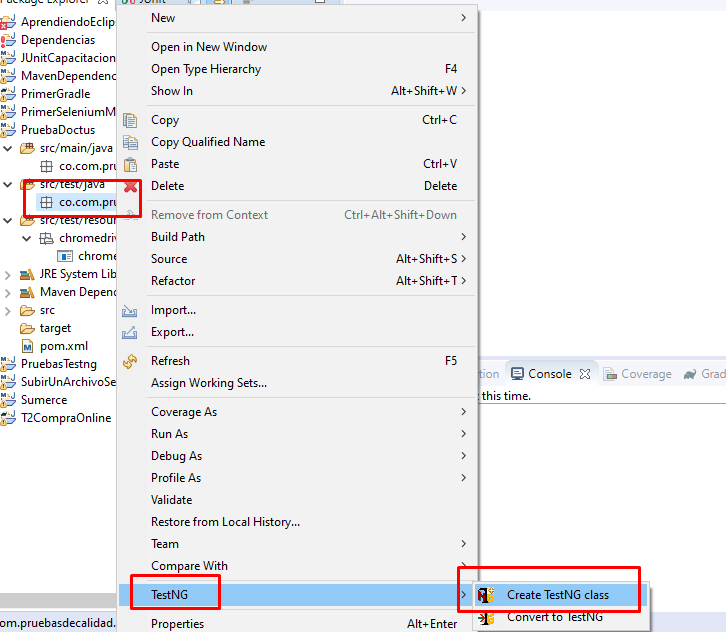 Package Explorer
JUnit
AprendiendoEclip
Dependencias
JUnitCapacitacion
MavenDependenc
PrimerGradle
PrimerSeleniumM
PruebaDoctus
src/main/java
co.com.pru
src/test/java
co.com.pru
src/test/resour
chromedriv
chrome
JRE System Lib
Maven Depend
src
target
pom.xml
PruebasTestng
SubirUnArchivoSe
Sumerce
T2CompraOnline
om.pruebasdecalidad.
New
Open in New Window
Open Type Hierarchy F4
Show In Alt+Shift+W
Copy Ctrl+C
Copy Qualified Name
Paste Ctrl+V
Delete Delete
Remove from Context Ctrl+Alt+Shift+Down
Build Path
Source Alt+Shift+S
Refactor Alt+Shift+T
Import...
Export...
Refresh F5
Assign Working Sets...
Coverage As
Run As
Debug As
Profile As
Validate
Restore from Local History...
Team
Compare With
TestNG
Properties Alt+Enter
Create TestNG class
Convert to TestNG
tion Console Coverage Grad
t this time.